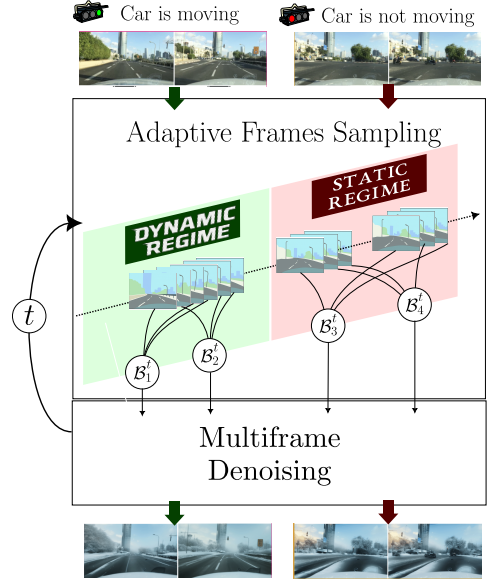 Car is moving
Car is not moving
Adaptive Frames Sampling
DYNAMIC
REGIME
STATIC
REGIME
t
ℬ₁ᵗ
ℬ₂ᵗ
ℬ₃ᵗ
ℬ₄ᵗ
Multiframe
Denoising